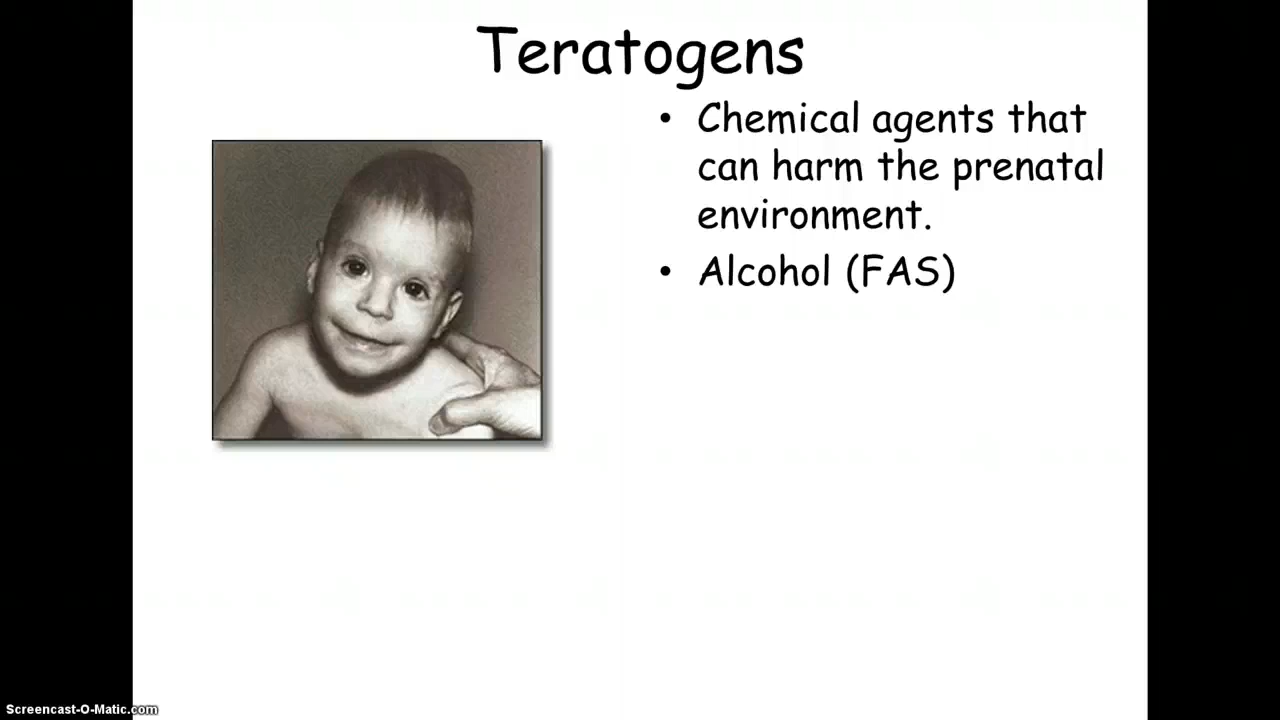 Teratogens
• Chemical agents that
can harm the prenatal
environment.
• Alcohol (FAS)
Screencast-O-Matic.com